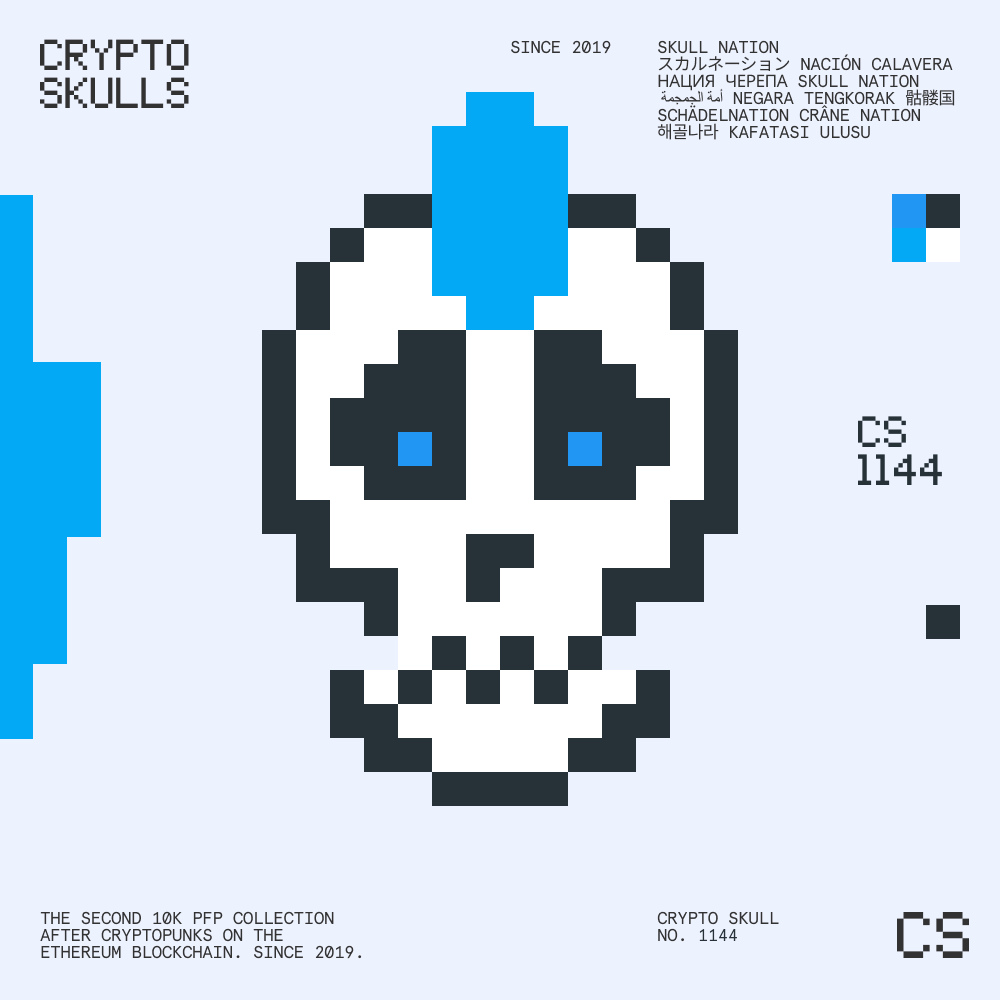 CRYPTO
SKULLS
SINCE 2019
SKULL NATION
スカルネーション NACIÓN CALAVERA
НАЦИЯ ЧЕРЕПА SKULL NATION
أمة الجمجمة NEGARA TENGKORAK 骷髅国
SCHÄDELNATION CRÂNE NATION
해골나라 KAFATASI ULUSU
CS
1144
THE SECOND 10K PFP COLLECTION
AFTER CRYPTOPUNKS ON THE
ETHEREUM BLOCKCHAIN. SINCE 2019.
CRYPTO SKULL
NO. 1144
CS